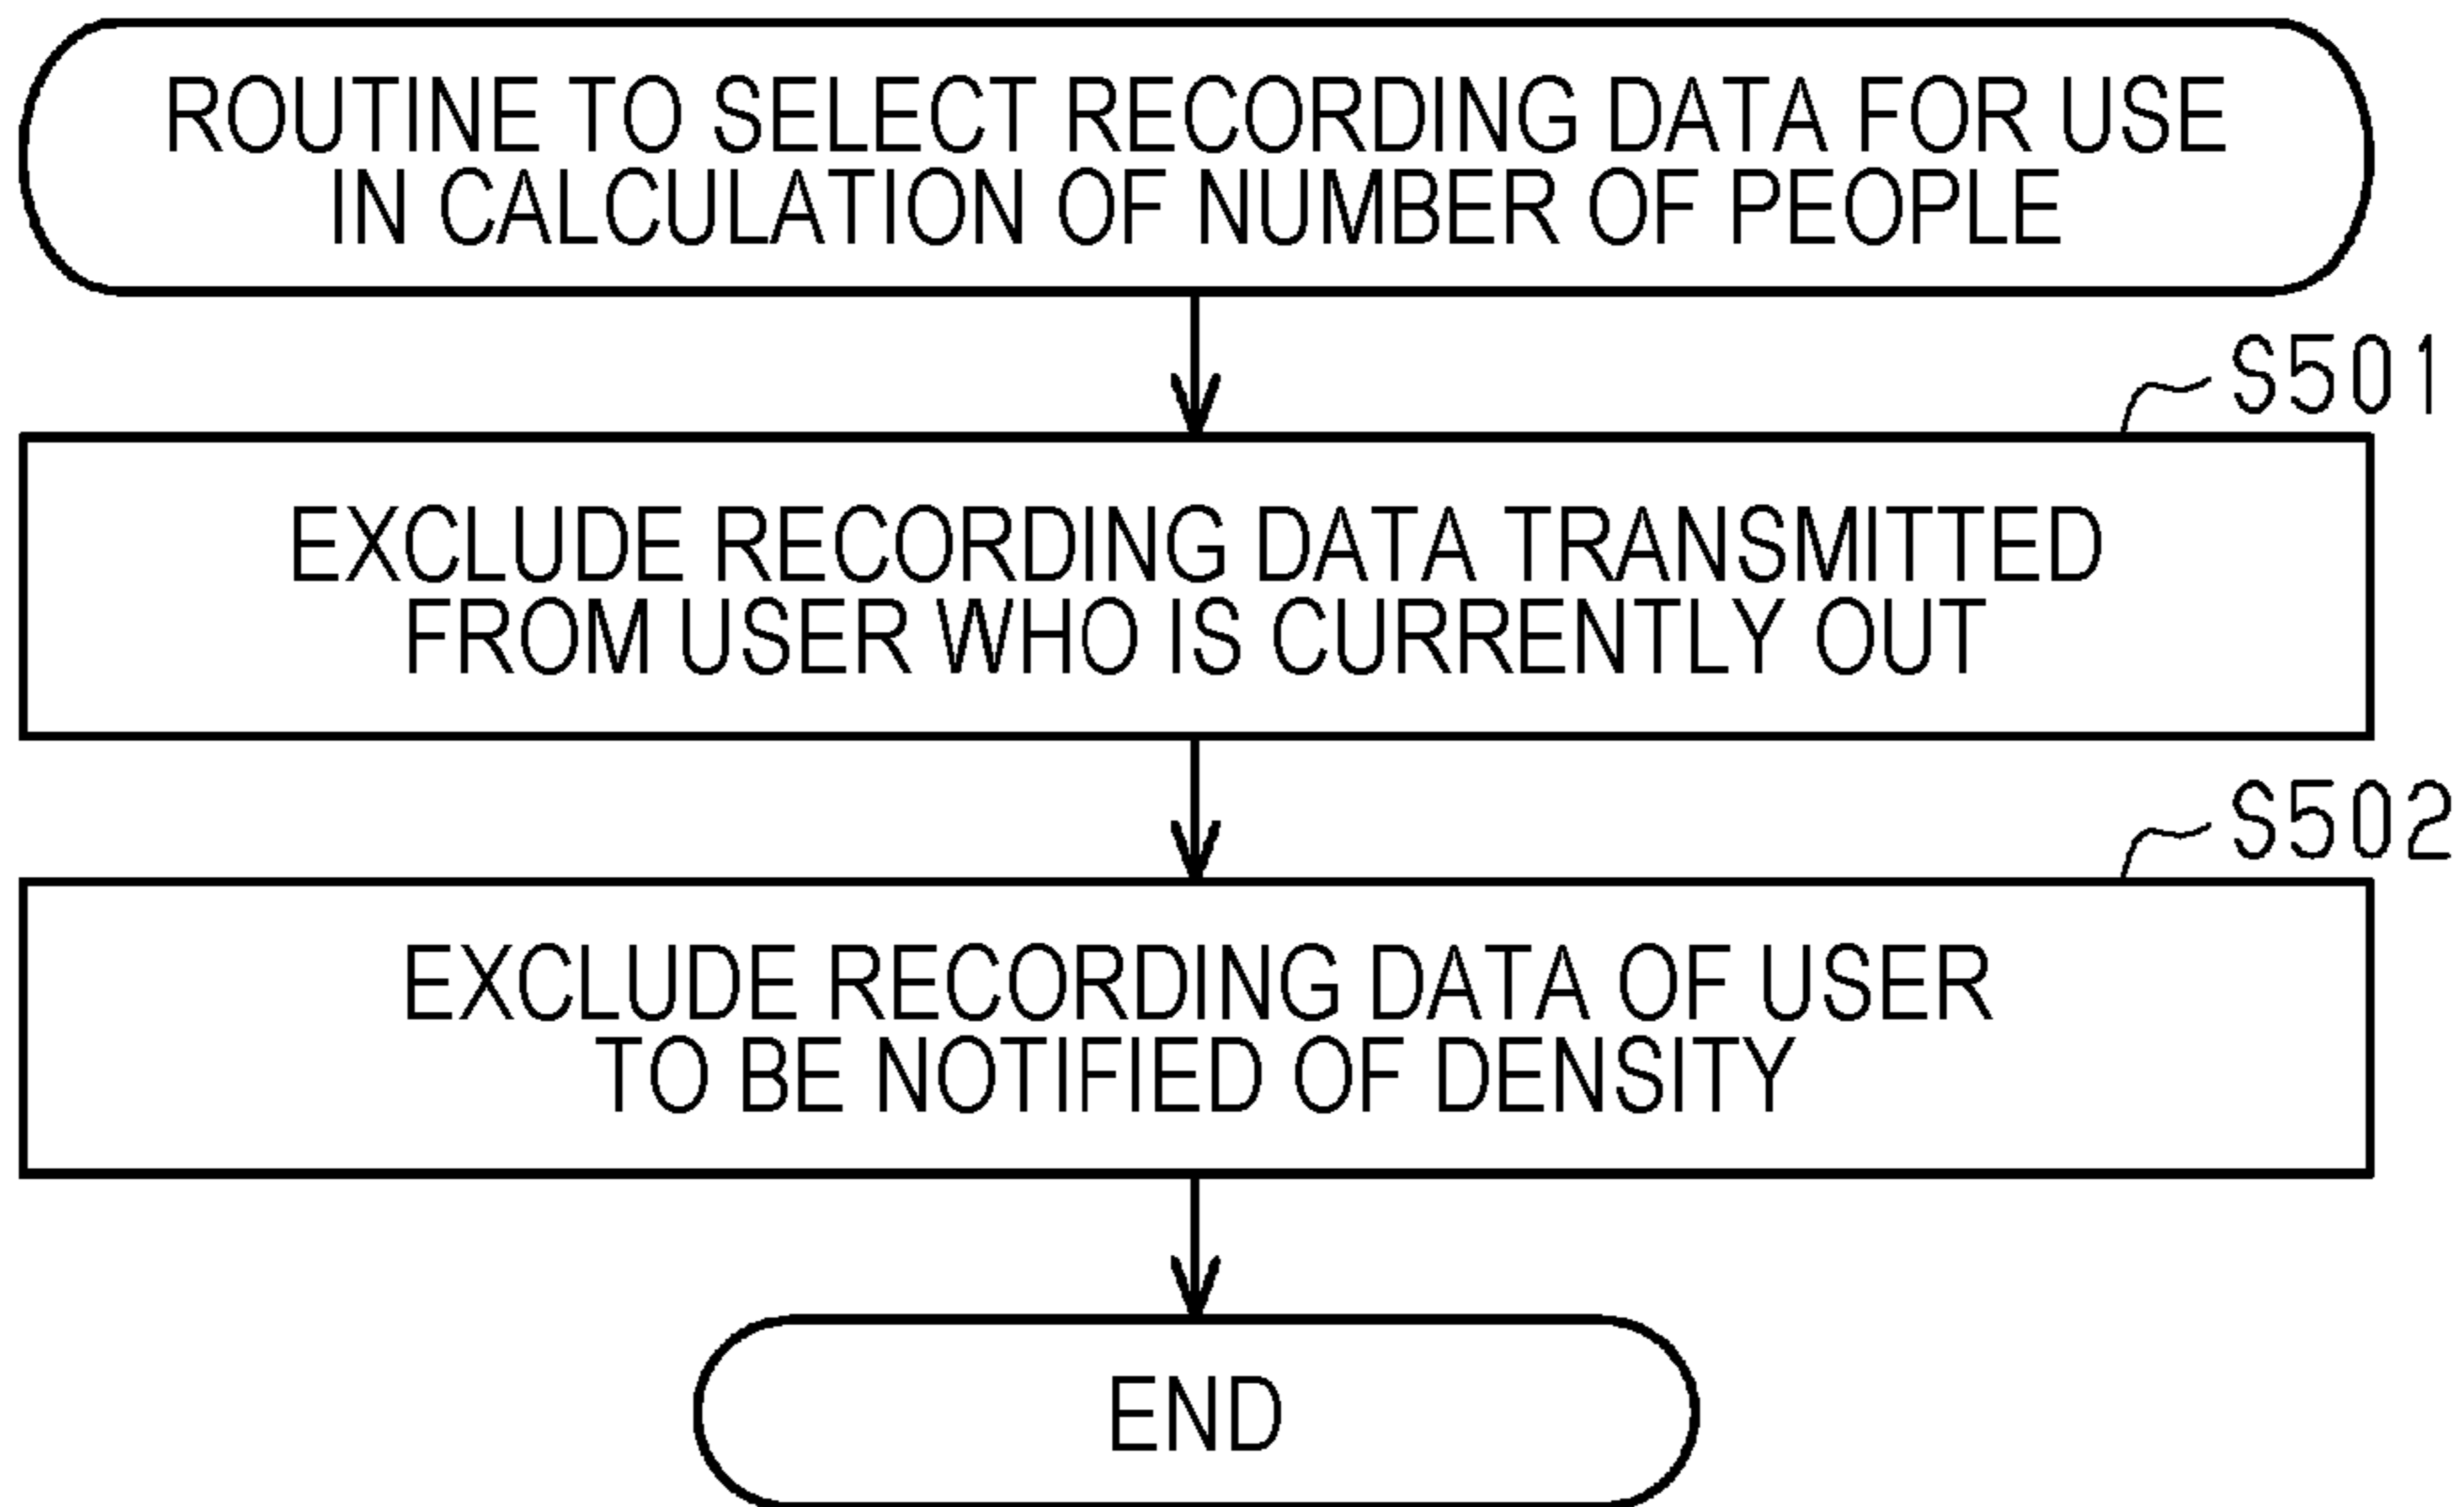 ROUTINE TO SELECT RECORDING DATA FOR USE
IN CALCULATION OF NUMBER OF PEOPLE
S501
EXCLUDE RECORDING DATA TRANSMITTED
FROM USER WHO IS CURRENTLY OUT
S502
EXCLUDE RECORDING DATA OF USER
TO BE NOTIFIED OF DENSITY
END